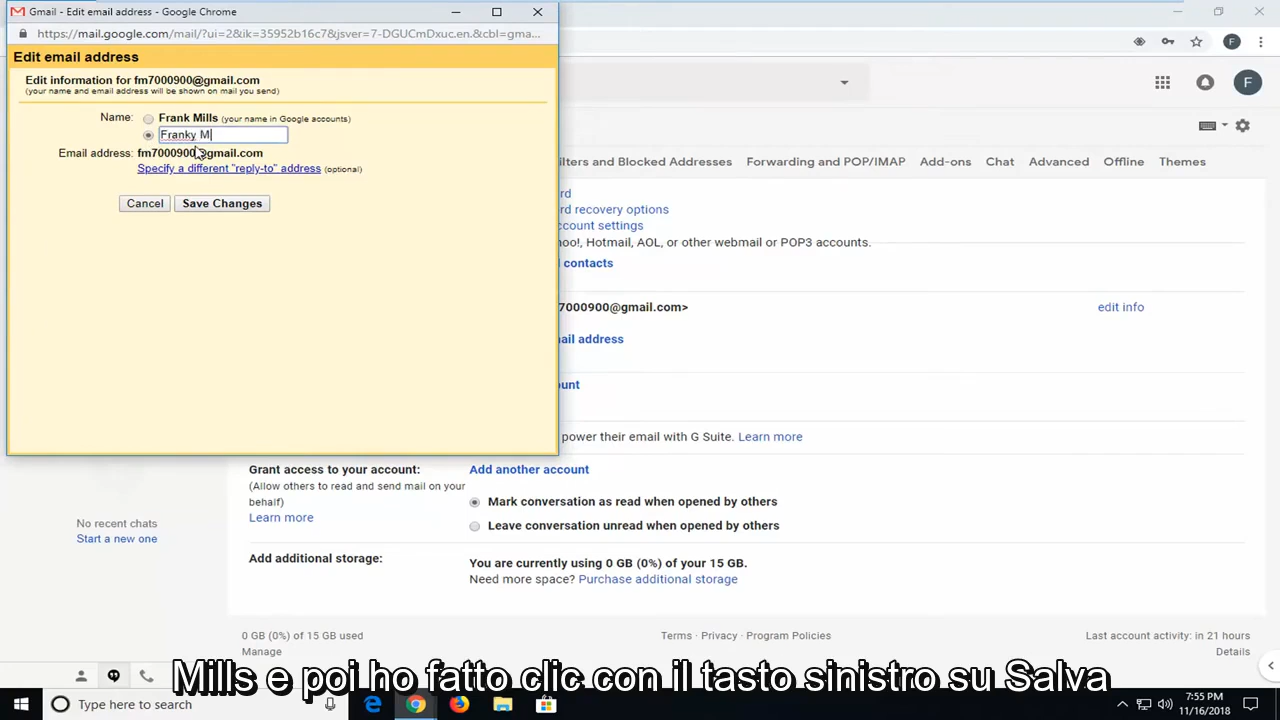 Gmail - Edit email address - Google Chrome
https://mail.google.com/mail/?ui=2&ik=35952b16c7&jsver=7-DGUCmDxuc.en.&cbl=gma...
Edit email address
Edit information for fm7000900@gmail.com
(your name and email address will be shown on mail you send)
Name: Frank Mills (your name in Google accounts)
Franky M
Email address: fm7000900@gmail.com
Specify a different "reply-to" address (optional)
Cancel Save Changes
F
ilters and Blocked Addresses Forwarding and POP/IMAP Add-ons Chat Advanced Offline Themes
rd
rd recovery options
ccount settings
oo!, Hotmail, AOL, or other webmail or POP3 accounts.
l contacts
7000900@gmail.com> edit info
ail address
unt
power their email with G Suite. Learn more
Grant access to your account: Add another account
(Allow others to read and send mail on your
behalf)
Learn more
Mark conversation as read when opened by others
Leave conversation unread when opened by others
No recent chats
Start a new one
Add additional storage: You are currently using 0 GB (0%) of your 15 GB.
Need more space? Purchase additional storage
0 GB (0%) of 15 GB used
Manage
Terms · Privacy · Program Policies
Last account activity: in 21 hours
Details
Mills e poi ho fatto clic con il tasto sinistro su Salva
Type here to search
7:55 PM
11/16/2018